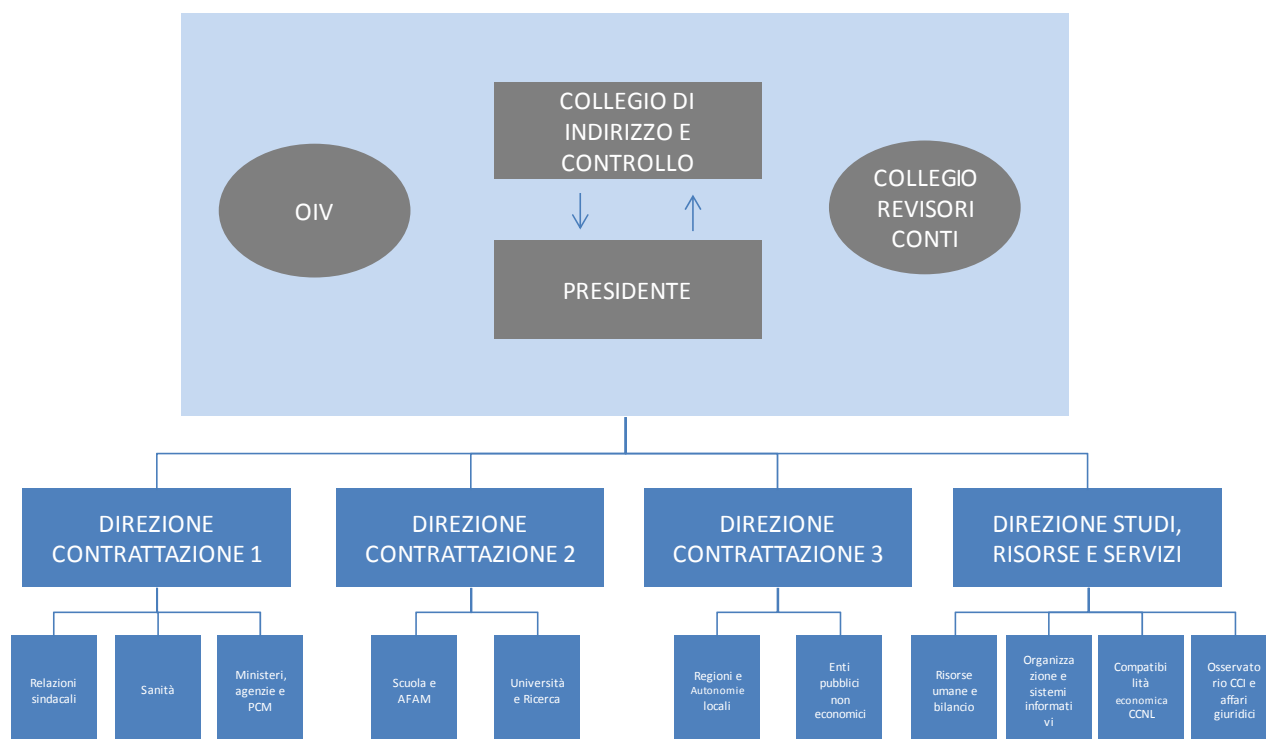 COLLEGIO DI
INDIRIZZO E
CONTROLLO
OIV
COLLEGIO
REVISORI
CONTI
PRESIDENTE
DIREZIONE
CONTRATTAZIONE 1
DIREZIONE
CONTRATTAZIONE 2
DIREZIONE
CONTRATTAZIONE 3
DIREZIONE STUDI,
RISORSE E SERVIZI
Relazioni
sindacali
Sanità
Ministeri,
agenzie e
PCM
Scuola e
AFAM
Università
e Ricerca
Regioni e
Autonomie
locali
Enti
pubblici
non
economici
Risorse
umane e
bilancio
Organizza
zione e
sistemi
informati
vi
Compatibi
lità
economica
CCNL
Osservato
rio CCI e
affari
giuridici